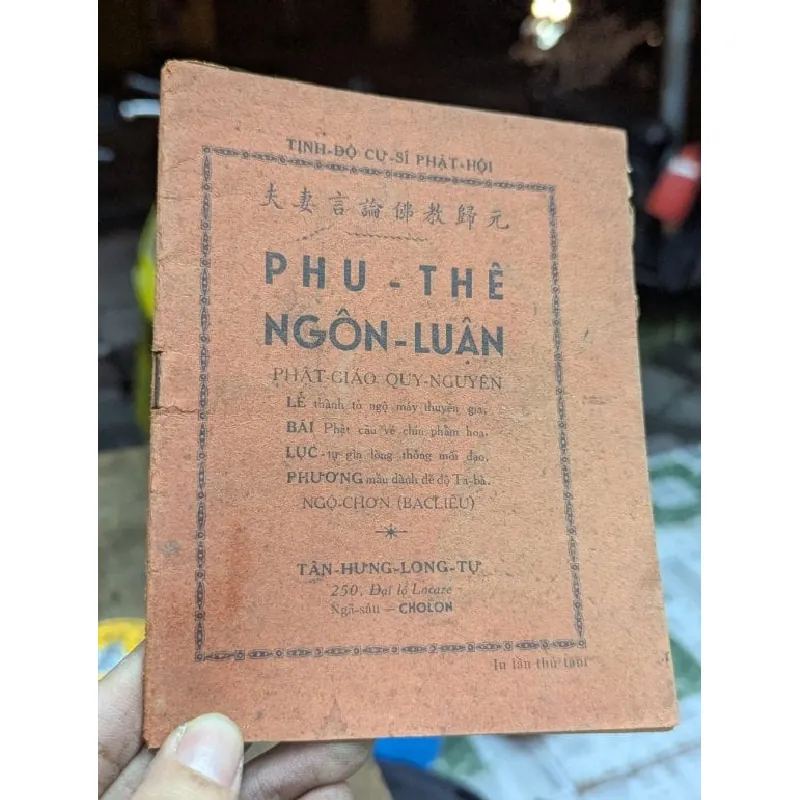 TỊNH-ĐỘ CƯ-SĨ PHẬT-HỘI
夫妻言論佛教歸元
PHU - THÊ
NGÔN-LUẬN
PHẬT-GIÁO QUY-NGUYÊN
LỄ thành tỏ ngộ máy thuyền gia,
BÁI Phật cầu về chín phẩm hoa,
LỤC-tự gìn lòng thông mối đạo,
PHƯƠNG mầu dành để độ Ta-bà.
NGỘ-CHƠN (BACLIÊU)
TÂN-HƯNG-LONG-TỰ
250, Đại lộ Lacaze
Ngã-sáu - CHOLON
In lần thứ